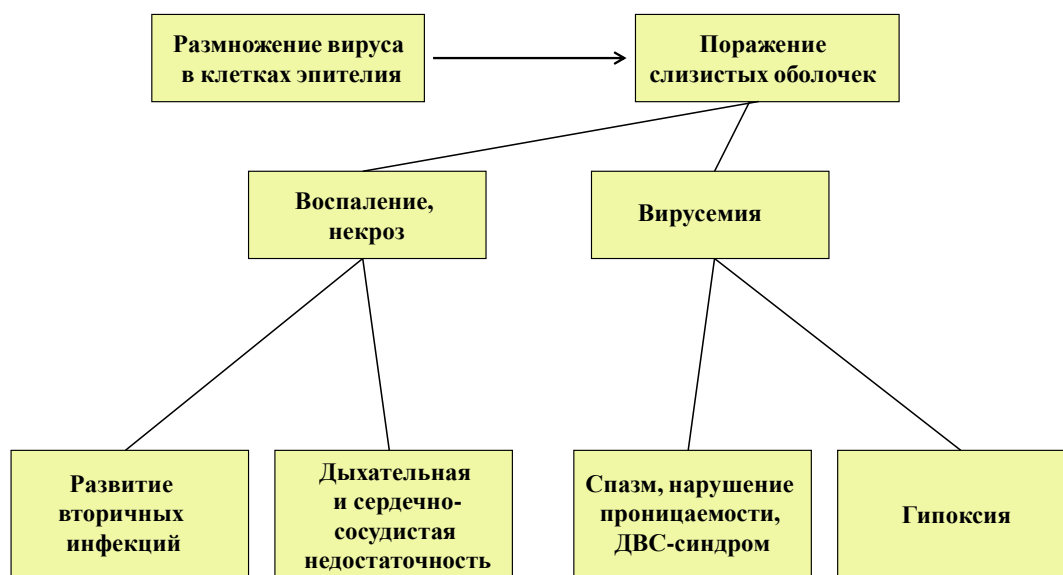 Размножение вируса
в клетках эпителия
Поражение
слизистых оболочек
Воспаление,
некроз
Вирусемия
Развитие
вторичных
инфекций
Дыхательная
и сердечно-
сосудистая
недостаточность
Спазм, нарушение
проницаемости,
ДВС-синдром
Гипоксия